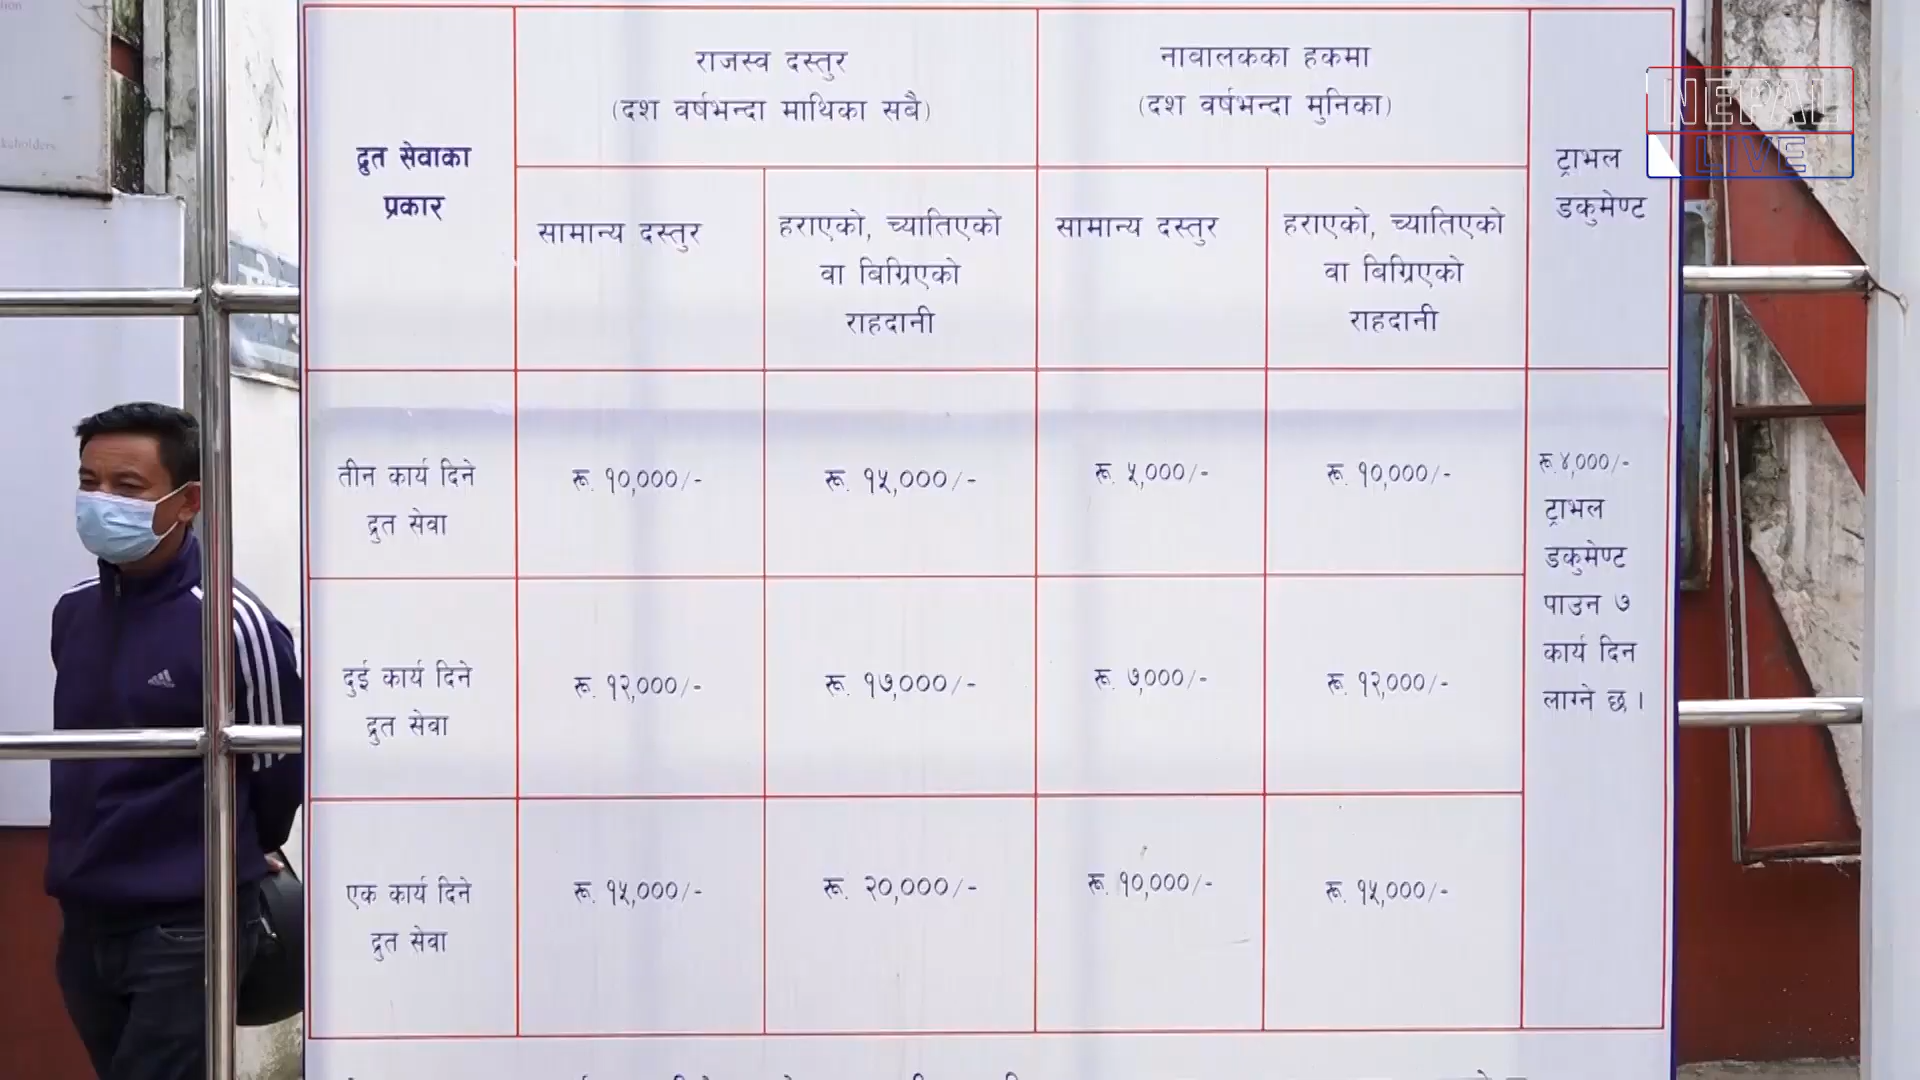 राजस्व दस्तुर
(दश वर्षभन्दा माथिका सबै)
नावालकका हकमा
(दश वर्षभन्दा मुनिका)
द्रुत सेवाका
प्रकार
ट्राभल
डकुमेण्ट
सामान्य दस्तुर
हराएको, च्यातिएको
वा बिग्रिएको
राहदानी
सामान्य दस्तुर
हराएको, च्यातिएको
वा बिग्रिएको
राहदानी
तीन कार्य दिने
द्रुत सेवा
रू. १०,०००/-
रू. १५,०००/-
रू. ५,०००/-
रू. १०,०००/-
रू.४,०००/-
ट्राभल
डकुमेण्ट
पाउन ७
कार्य दिन
लाग्ने छ।
दुई कार्य दिने
द्रुत सेवा
रू. १२,०००/-
रू. १७,०००/-
रू. ७,०००/-
रू. १२,०००/-
एक कार्य दिने
द्रुत सेवा
रू. १५,०००/-
रू. २०,०००/-
रू. १०,०००/-
रू. १५,०००/-
NEPAL
LIVE
adidas